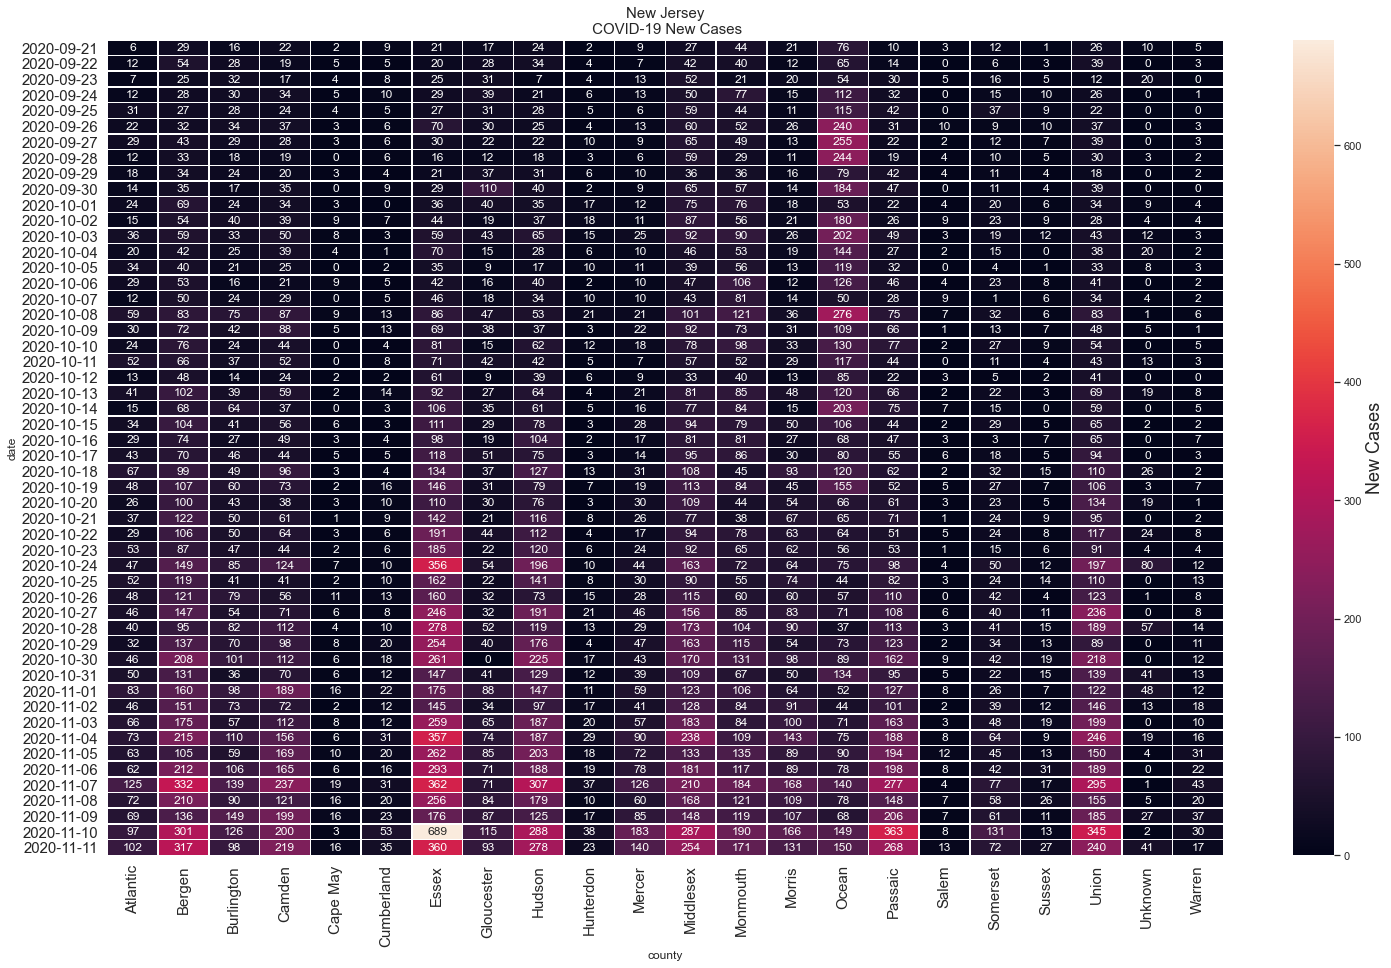 New Jersey
COVID-19 New Cases
2020-09-21 6 29 16 22 2 9 21 17 24 2 9 27 44 21 76 10 3 12 1 26 10 5
2020-09-22 12 54 28 19 5 5 20 28 34 4 7 42 40 12 65 14 0 6 3 39 0 3
2020-09-23 7 25 32 17 4 8 25 31 7 4 13 52 21 20 54 30 5 16 5 12 20 0
2020-09-24 12 28 30 34 5 10 29 39 21 6 13 50 77 15 112 32 0 15 10 26 0 1
2020-09-25 31 27 28 24 4 5 27 31 28 5 6 59 44 11 115 42 0 37 9 22 0 0
2020-09-26 22 32 34 37 3 6 70 30 25 4 13 60 52 26 240 31 10 9 10 37 0 3
2020-09-27 29 43 29 28 3 6 30 22 22 10 9 65 49 13 255 22 2 12 7 39 0 3
2020-09-28 12 33 18 19 0 6 16 12 18 3 6 59 29 11 244 19 4 10 5 30 3 2
2020-09-29 18 34 24 20 3 4 21 37 31 6 10 36 36 16 79 42 4 11 4 18 0 2
2020-09-30 14 35 17 35 0 9 29 110 40 2 9 65 57 14 184 47 0 11 4 39 0 0
2020-10-01 24 69 24 34 3 0 36 40 35 17 12 75 76 18 53 22 4 20 6 34 9 4
2020-10-02 15 54 40 39 9 7 44 19 37 18 11 87 56 21 180 26 9 23 9 28 4 4
2020-10-03 36 59 33 50 8 3 59 43 65 15 25 92 90 26 202 49 3 19 12 43 12 3
2020-10-04 20 42 25 39 4 1 70 15 28 6 10 46 53 19 144 27 2 15 0 38 20 2
2020-10-05 34 40 21 25 0 2 35 9 17 10 11 39 56 13 119 32 0 4 1 33 8 3
2020-10-06 29 53 16 21 9 5 42 16 40 2 10 47 106 12 126 46 4 23 8 41 0 2
2020-10-07 12 50 24 29 0 5 46 18 34 10 10 43 81 14 50 28 9 1 6 34 4 2
2020-10-08 59 83 75 87 9 13 86 47 53 21 21 101 121 36 276 75 7 32 6 83 1 6
2020-10-09 30 72 42 88 5 13 69 38 37 3 22 92 73 31 109 66 1 13 7 48 5 1
2020-10-10 24 76 24 44 0 4 81 15 62 12 18 78 98 33 130 77 2 27 9 54 0 5
2020-10-11 52 66 37 52 0 8 71 42 42 5 7 57 52 29 117 44 0 11 4 43 13 3
2020-10-12 13 48 14 24 2 2 61 9 39 6 9 33 40 13 85 22 3 5 2 41 0 0
2020-10-13 41 102 39 59 2 14 92 27 64 4 21 81 85 48 120 66 2 22 3 69 19 8
2020-10-14 15 68 64 37 0 3 106 35 61 5 16 77 84 15 203 75 7 15 0 59 0 5
2020-10-15 34 104 41 56 6 3 111 29 78 3 28 94 79 50 106 44 2 29 5 65 2 2
2020-10-16 29 74 27 49 3 4 98 19 104 2 17 81 81 27 68 47 3 3 7 65 0 7
2020-10-17 43 70 46 44 5 5 118 51 75 3 14 95 86 30 80 55 6 18 5 94 0 3
2020-10-18 67 99 49 96 3 4 134 37 127 13 31 108 45 93 120 62 2 32 15 110 26 2
2020-10-19 48 107 60 73 2 16 146 31 79 7 19 113 84 45 155 52 5 27 7 106 3 7
2020-10-20 26 100 43 38 3 10 110 30 76 3 30 109 44 54 66 61 3 23 5 134 19 1
2020-10-21 37 122 50 61 1 9 142 21 116 8 26 77 38 67 65 71 1 24 9 95 0 2
2020-10-22 29 106 50 64 3 6 191 44 112 4 17 94 78 63 64 51 5 24 8 117 24 8
2020-10-23 53 87 47 44 2 6 185 22 120 6 24 92 65 62 56 53 1 15 6 91 4 4
2020-10-24 47 149 85 124 7 10 356 54 196 10 44 163 72 64 75 98 4 50 12 197 80 12
2020-10-25 52 119 41 41 2 10 162 22 141 8 30 90 55 74 44 82 3 24 14 110 0 13
2020-10-26 48 121 79 56 11 13 160 32 73 15 28 115 60 60 57 110 0 42 4 123 1 8
2020-10-27 46 147 54 71 6 8 246 32 191 21 46 156 85 83 71 108 6 40 11 236 0 8
2020-10-28 40 95 82 112 4 10 278 52 119 13 29 173 104 90 37 113 3 41 15 189 57 14
2020-10-29 32 137 70 98 8 20 254 40 176 4 47 163 115 54 73 123 2 34 13 89 0 11
2020-10-30 46 208 101 112 6 18 261 0 225 17 43 170 131 98 89 162 9 42 19 218 0 12
2020-10-31 50 131 36 70 6 12 147 41 129 12 39 109 67 50 134 95 5 22 15 139 41 13
2020-11-01 83 160 98 189 16 22 175 88 147 11 59 123 106 64 52 127 8 26 7 122 48 12
2020-11-02 46 151 73 72 2 12 145 34 97 17 41 128 84 91 44 101 2 39 12 146 13 18
2020-11-03 66 175 57 112 8 12 259 65 187 20 57 183 84 100 71 163 3 48 19 199 0 10
2020-11-04 73 215 110 156 6 31 357 74 187 29 90 238 109 143 75 188 8 64 9 246 19 16
2020-11-05 63 105 59 169 10 20 262 85 203 18 72 128 135 89 90 194 12 45 13 150 4 31
2020-11-06 62 212 106 165 6 16 293 71 188 19 78 181 117 89 78 198 8 42 31 189 0 22
2020-11-07 125 332 139 237 19 31 362 71 307 37 126 210 184 168 140 277 4 77 17 295 1 43
2020-11-08 72 210 90 121 16 20 256 84 179 10 60 168 121 109 78 148 7 58 26 155 5 20
2020-11-09 69 136 149 199 16 23 176 87 125 17 85 148 119 107 68 206 7 61 11 185 27 37
2020-11-10 97 301 126 200 3 53 689 115 288 38 183 287 190 166 149 363 8 131 13 345 2 30
2020-11-11 102 317 98 219 16 35 360 93 278 23 140 254 171 131 150 268 13 72 27 240 41 17
Atlantic Bergen Burlington Camden Cape May Cumberland Essex Gloucester Hudson Hunterdon Mercer Middlesex Monmouth Morris Ocean Passaic Salem Somerset Sussex Union Unknown Warren
county
date
600
500
400
300
200
100
0
New Cases